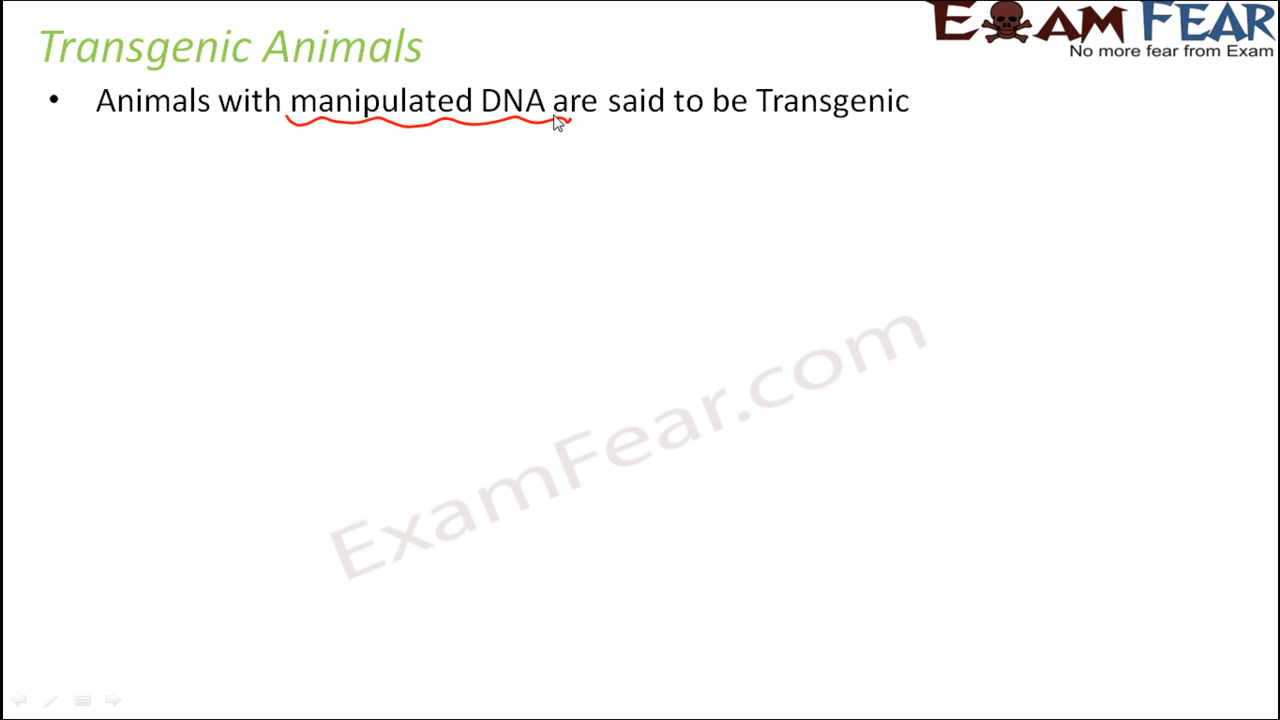 Transgenic Animals
EXAM FEAR
No more fear from Exam
• Animals with manipulated DNA are said to be Transgenic
ExamFear.com